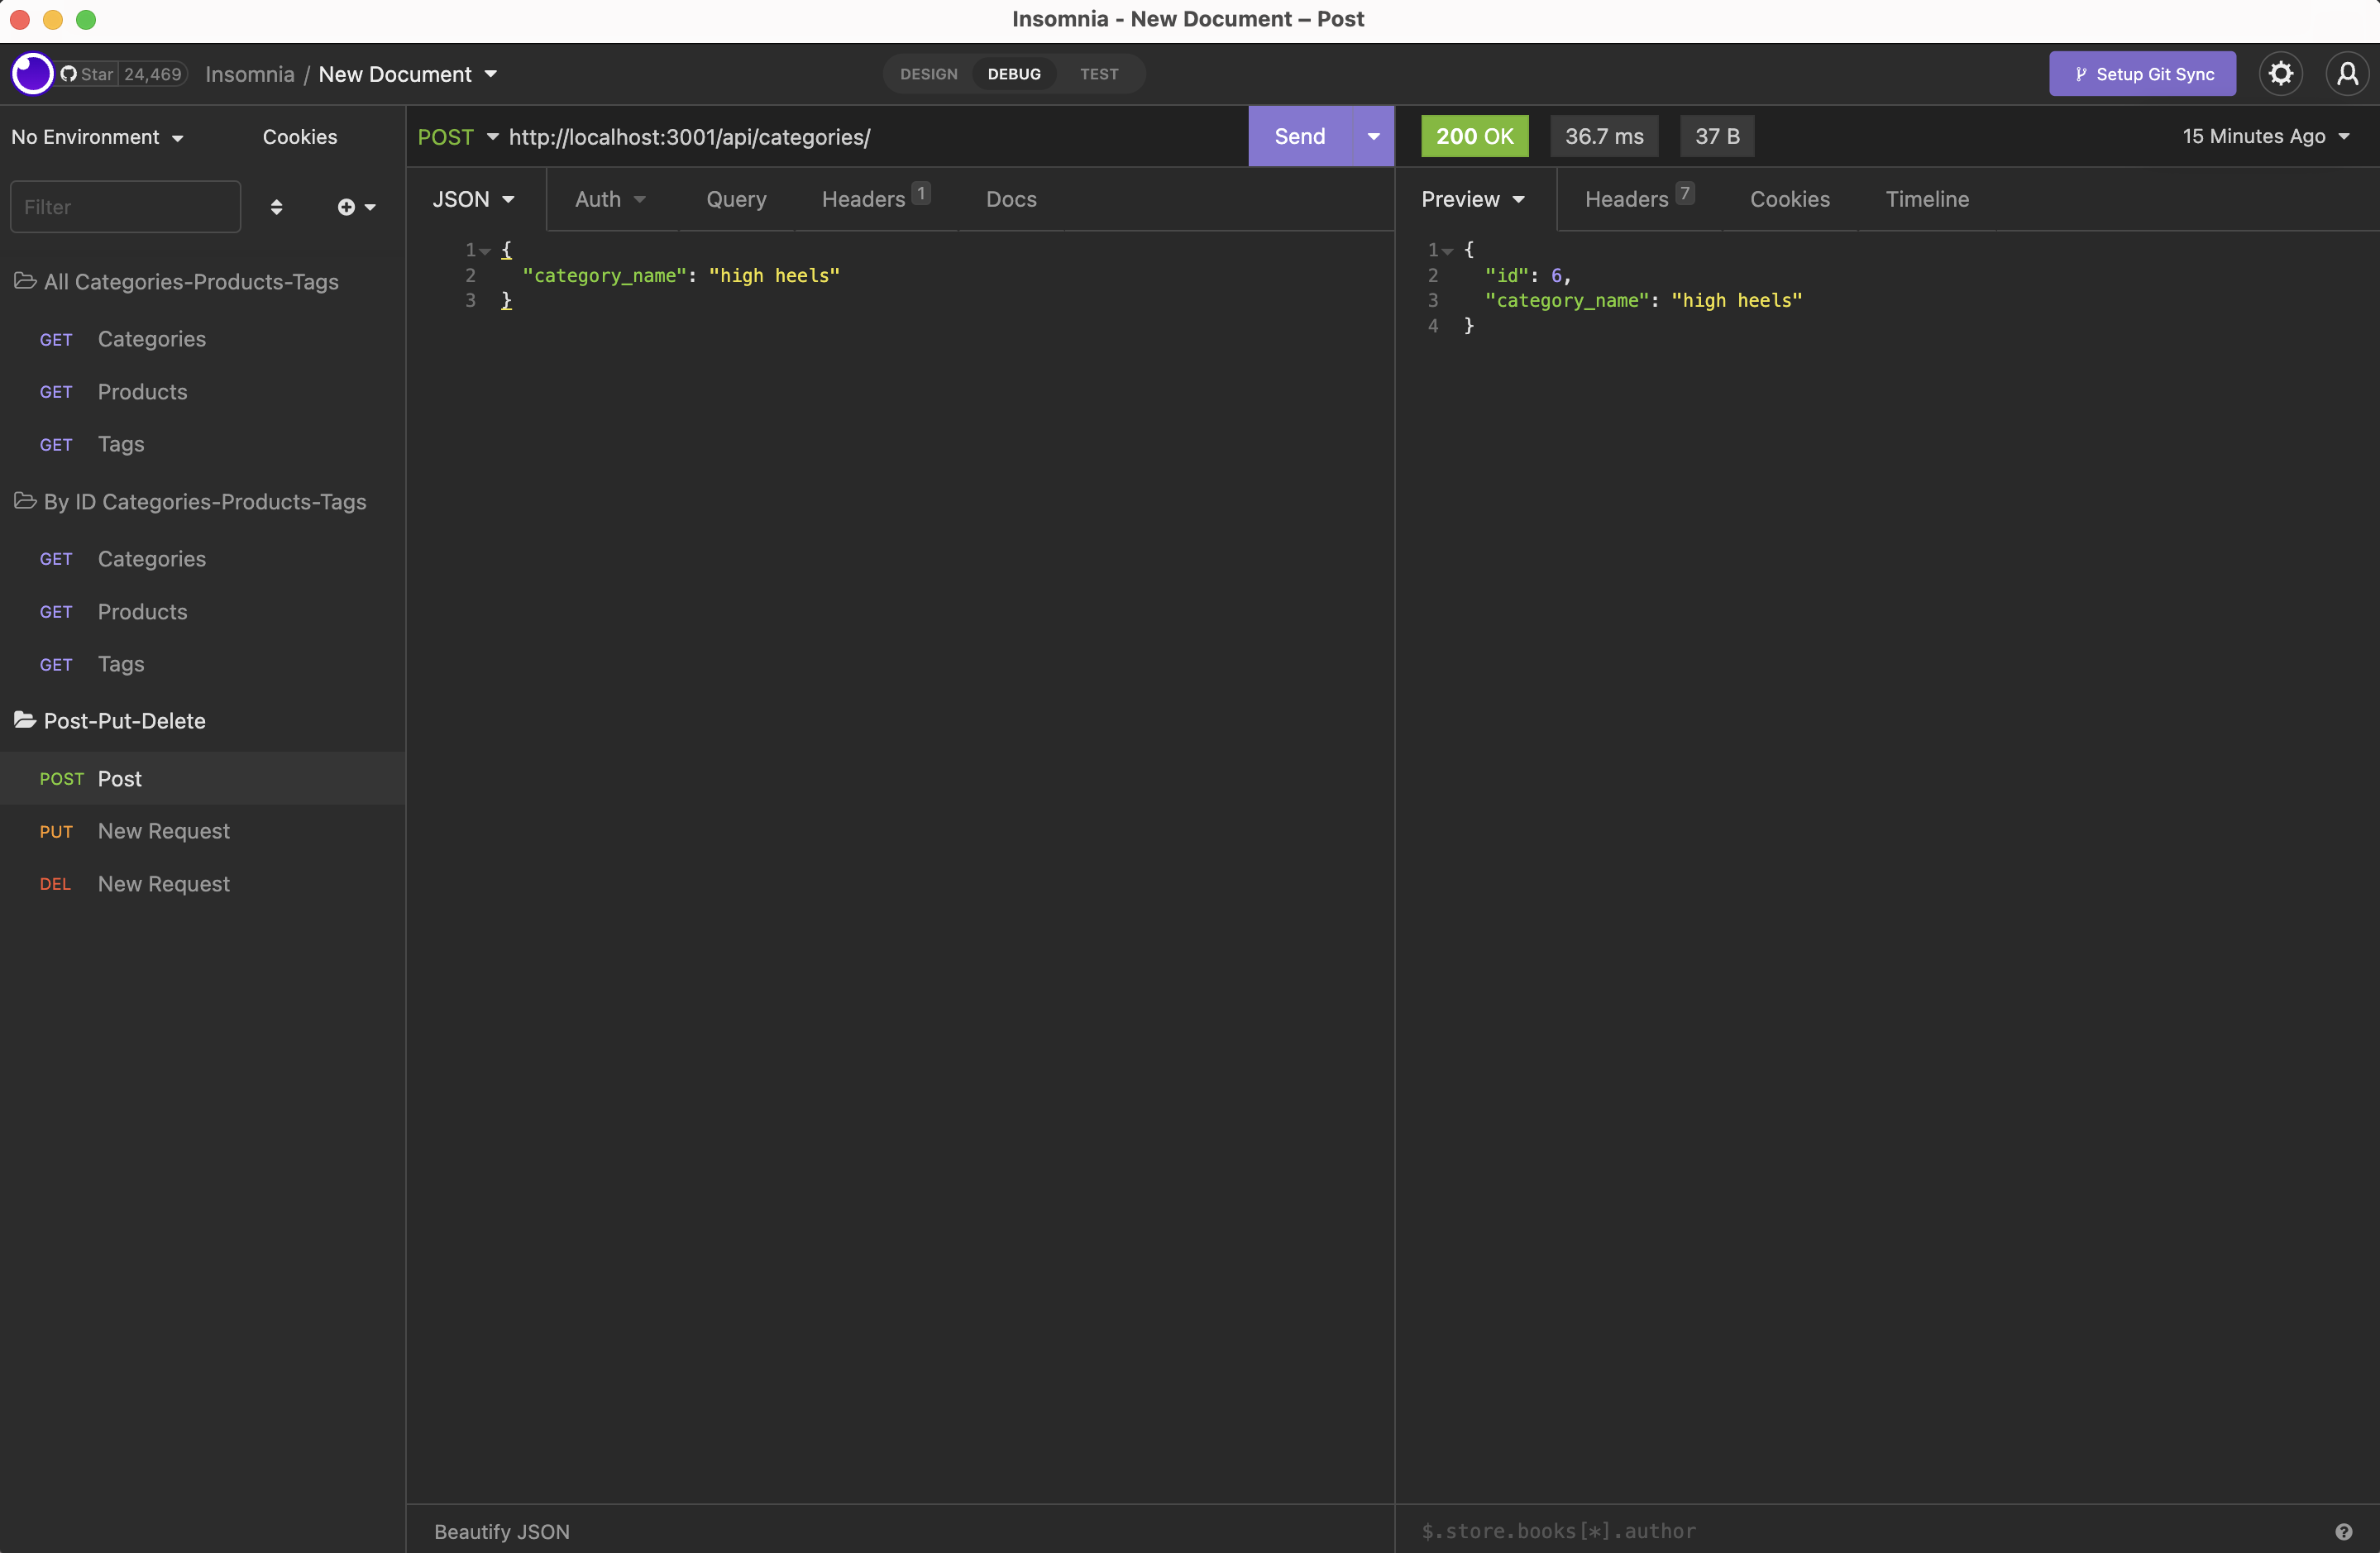 Insomnia - New Document – Post
Star 24,469
Insomnia / New Document
DESIGN DEBUG TEST
Setup Git Sync
No Environment Cookies
Filter
All Categories-Products-Tags
GET Categories
GET Products
GET Tags
By ID Categories-Products-Tags
GET Categories
GET Products
GET Tags
Post-Put-Delete
POST Post
PUT New Request
DEL New Request
POST http://localhost:3001/api/categories/ Send
JSON Auth Query Headers 1 Docs
1 {
2 "category_name": "high heels"
3 }
Beautify JSON
200 OK 36.7 ms 37 B 15 Minutes Ago
Preview Headers 7 Cookies Timeline
1 {
2 "id": 6,
3 "category_name": "high heels"
4 }
$.store.books[*].author ?